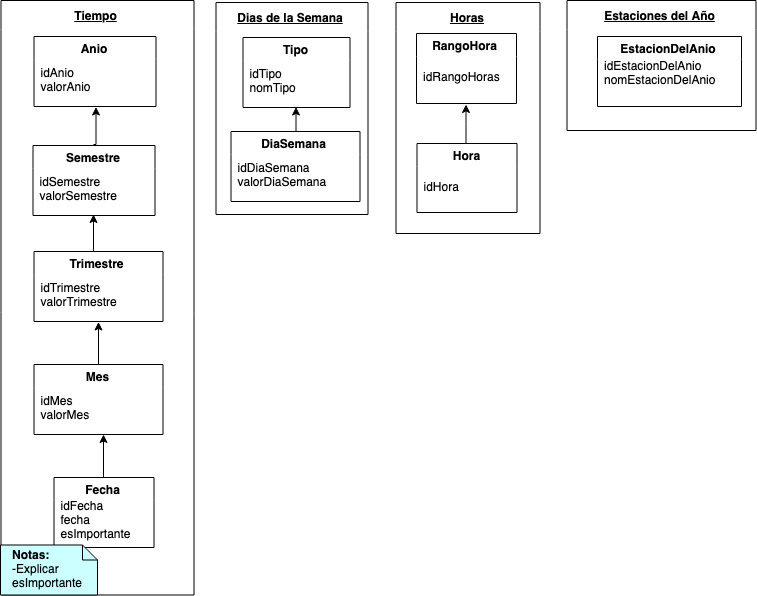 Tiempo
Anio
idAnio
valorAnio
Semestre
idSemestre
valorSemestre
Trimestre
idTrimestre
valorTrimestre
Mes
idMes
valorMes
Fecha
idFecha
fecha
esImportante
Notas:
-Explicar
esImportante
Dias de la Semana
Tipo
idTipo
nomTipo
DiaSemana
idDiaSemana
valorDiaSemana
Horas
RangoHora
idRangoHoras
Hora
idHora
Estaciones del Año
EstacionDelAnio
idEstacionDelAnio
nomEstacionDelAnio